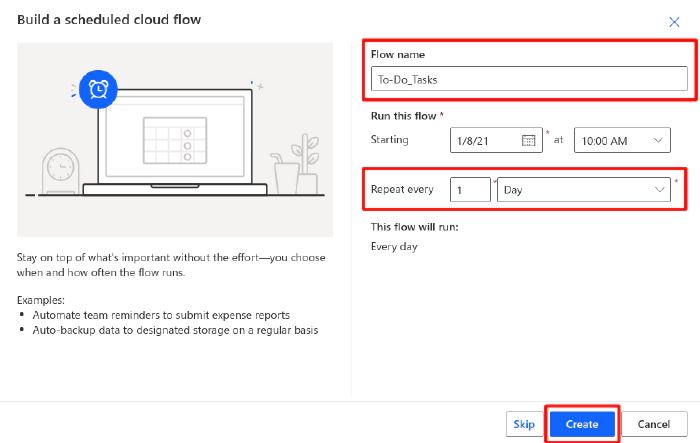 Build a scheduled cloud flow
Stay on top of what's important without the effort—you choose
when and how often the flow runs.
Examples:
• Automate team reminders to submit expense reports
• Auto-backup data to designated storage on a regular basis
Flow name
To-Do_Tasks
Run this flow *
Starting 1/8/21 * at 10:00 AM
Repeat every 1 * Day *
This flow will run:
Every day
Skip Create Cancel